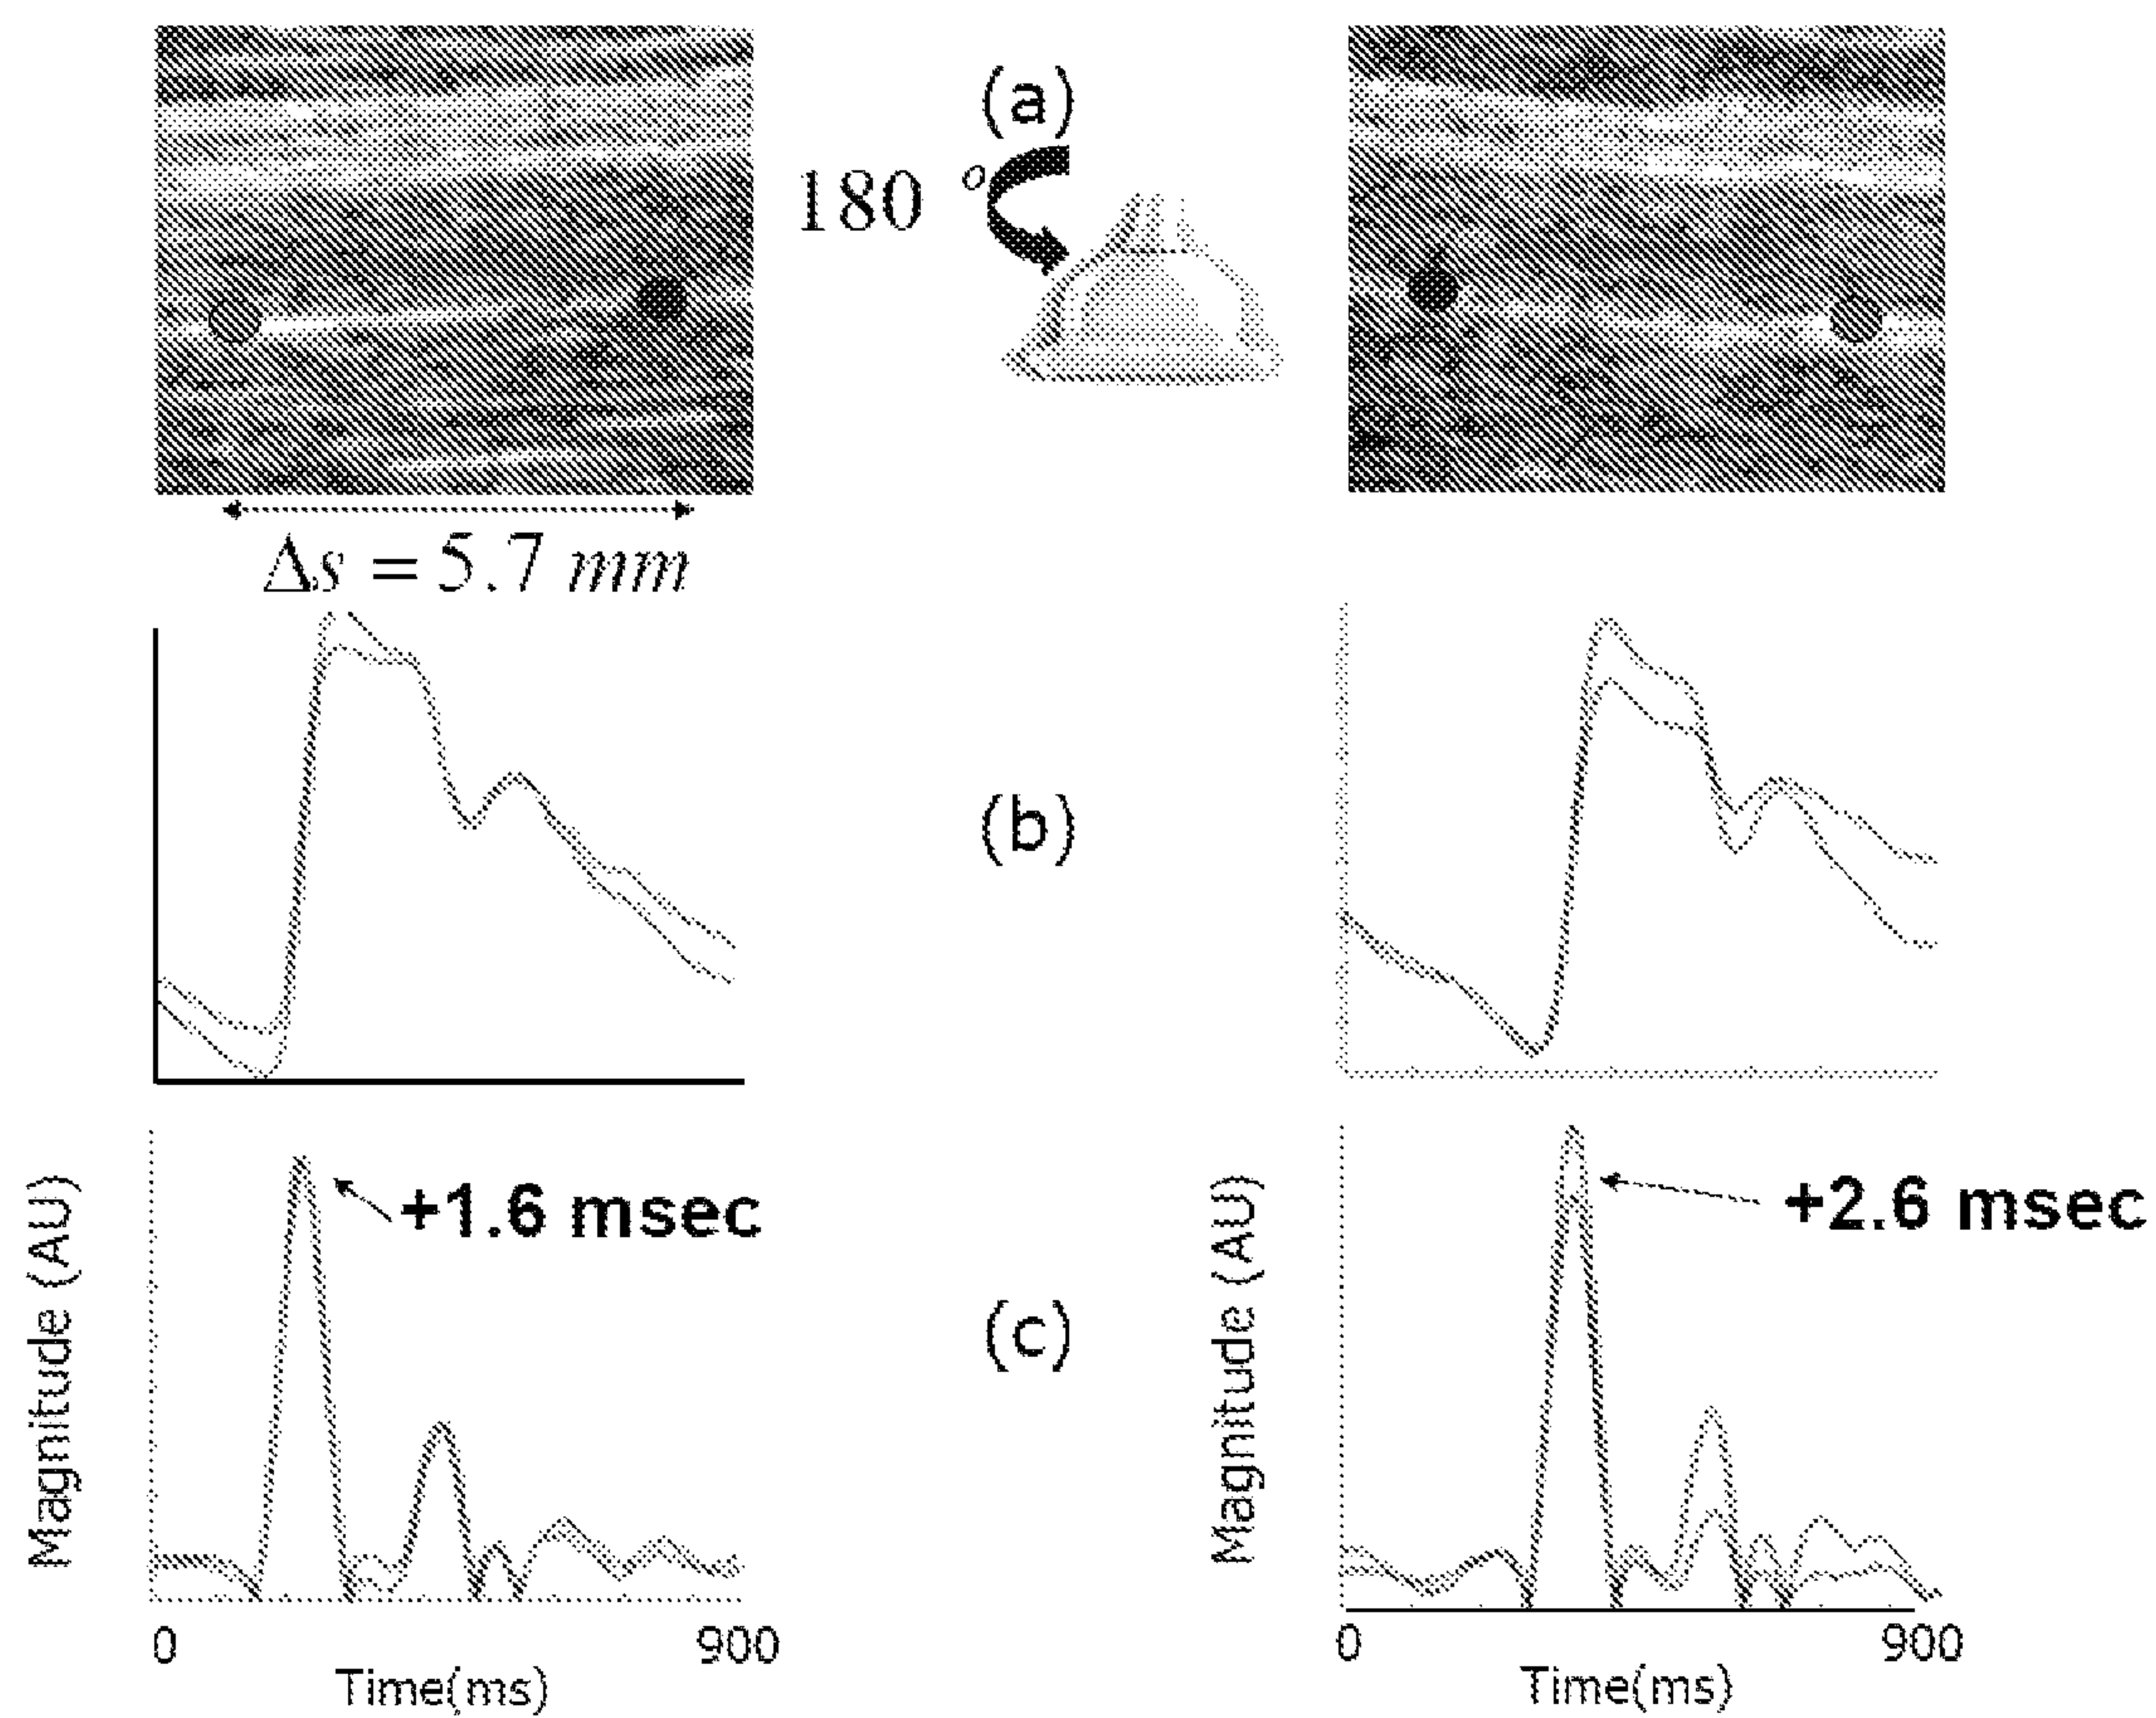 (a)
180 °
Δs = 5.7 mm
(b)
+1.6 msec
+2.6 msec
Magnitude (AU)
(c)
Magnitude (AU)
0
900
0
900
Time(ms)
Time(ms)